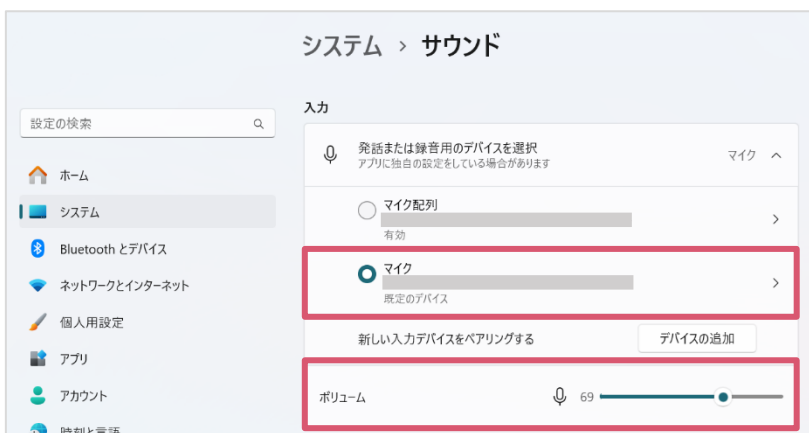 システム › サウンド
設定の検索
ホーム
システム
Bluetooth とデバイス
ネットワークとインターネット
個人用設定
アプリ
アカウント
時刻と言語
入力
発話または録音用のデバイスを選択
アプリに独自の設定をしている場合があります
マイク
マイク配列
有効
マイク
既定のデバイス
新しい入力デバイスをペアリングする
デバイスの追加
ボリューム
69